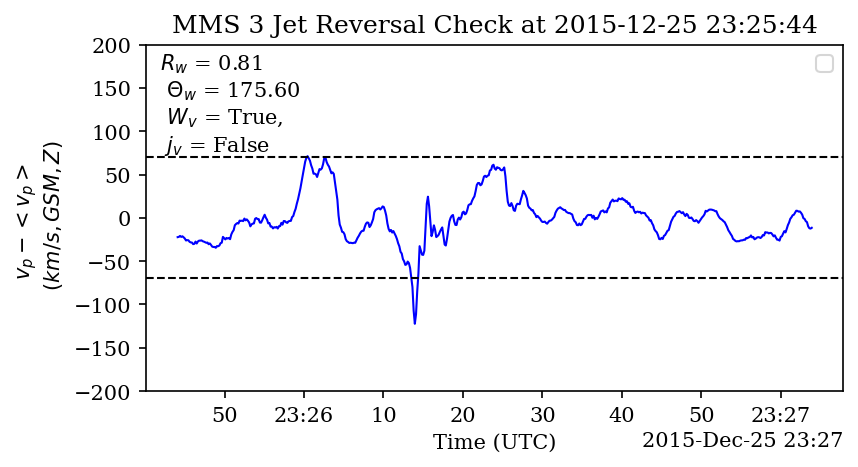 MMS 3 Jet Reversal Check at 2015-12-25 23:25:44
v_p − < v_p >
(km/s, GSM, Z)
200
150
100
50
0
−50
−100
−150
−200
R_w = 0.81
Θ_w = 175.60
W_v = True,
j_v = False
50 23:26 10 20 30 40 50 23:27
Time (UTC)
2015-Dec-25 23:27